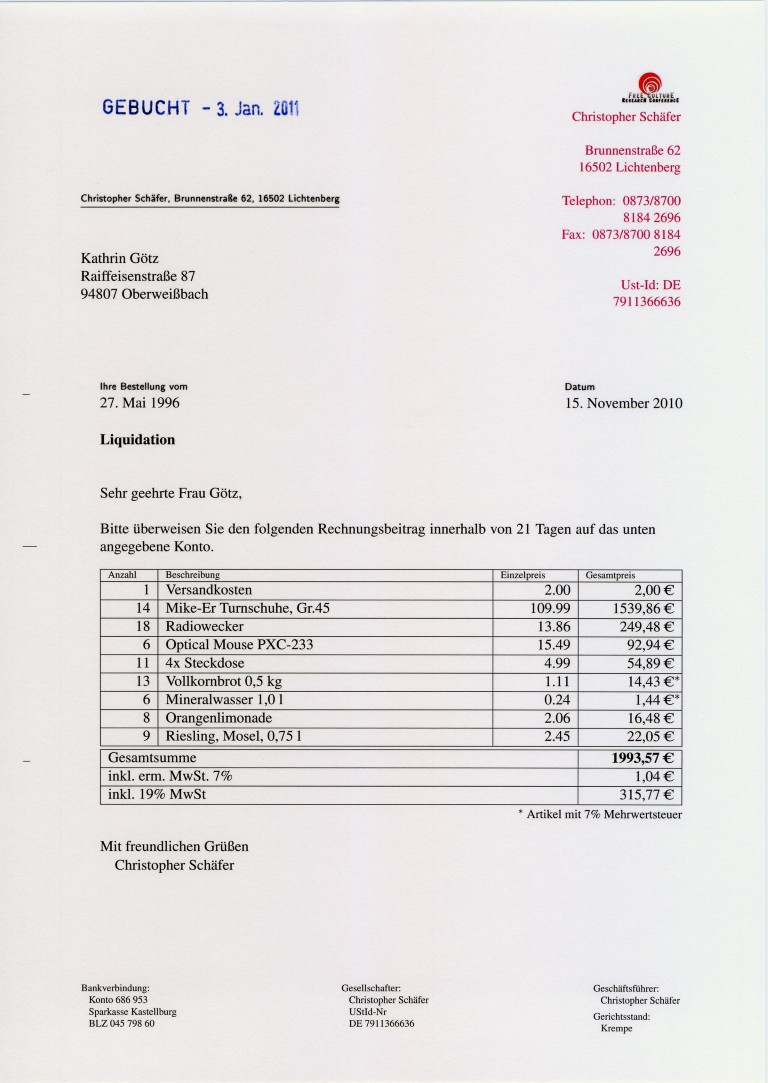 GEBUCHT - 3. Jan. 2011
FREE CULTURE
RESEARCH CONFERENCE
Christopher Schäfer
Brunnenstraße 62
16502 Lichtenberg
Telephon: 0873/8700
8184 2696
Fax: 0873/8700 8184
2696
Ust-Id: DE
7911366636
Christopher Schäfer, Brunnenstraße 62, 16502 Lichtenberg
Kathrin Götz
Raiffeisenstraße 87
94807 Oberweißbach
Ihre Bestellung vom Datum
27. Mai 1996 15. November 2010
Liquidation
Sehr geehrte Frau Götz,
Bitte überweisen Sie den folgenden Rechnungsbeitrag innerhalb von 21 Tagen auf das unten
angegebene Konto.
Anzahl Beschreibung Einzelpreis Gesamtpreis
1 Versandkosten 2.00 2,00 €
14 Mike-Er Turnschuhe, Gr.45 109.99 1539,86 €
18 Radiowecker 13.86 249,48 €
6 Optical Mouse PXC-233 15.49 92,94 €
11 4x Steckdose 4.99 54,89 €
13 Vollkornbrot 0,5 kg 1.11 14,43 €*
6 Mineralwasser 1,0 l 0.24 1,44 €*
8 Orangenlimonade 2.06 16,48 €
9 Riesling, Mosel, 0,75 l 2.45 22,05 €
Gesamtsumme 1993,57 €
inkl. erm. MwSt. 7% 1,04 €
inkl. 19% MwSt 315,77 €
* Artikel mit 7% Mehrwertsteuer
Mit freundlichen Grüßen
Christopher Schäfer
Bankverbindung:
Konto 686 953
Sparkasse Kastellburg
BLZ 045 798 60
Gesellschafter:
Christopher Schäfer
UStId-Nr
DE 7911366636
Geschäftsführer:
Christopher Schäfer
Gerichtsstand:
Krempe